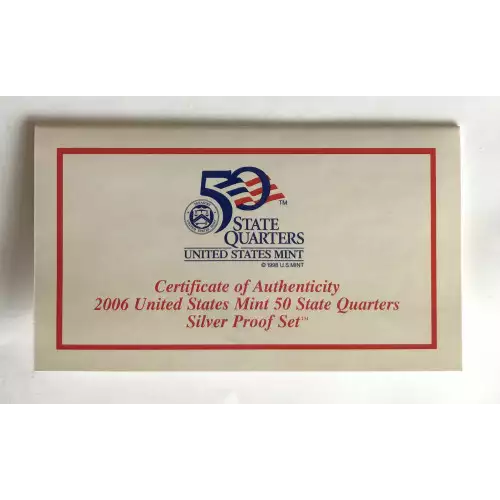 50 ™
STATE
QUARTERS
UNITED STATES MINT
© 1998 U.S. MINT
Certificate of Authenticity
2006 United States Mint 50 State Quarters
Silver Proof Set™